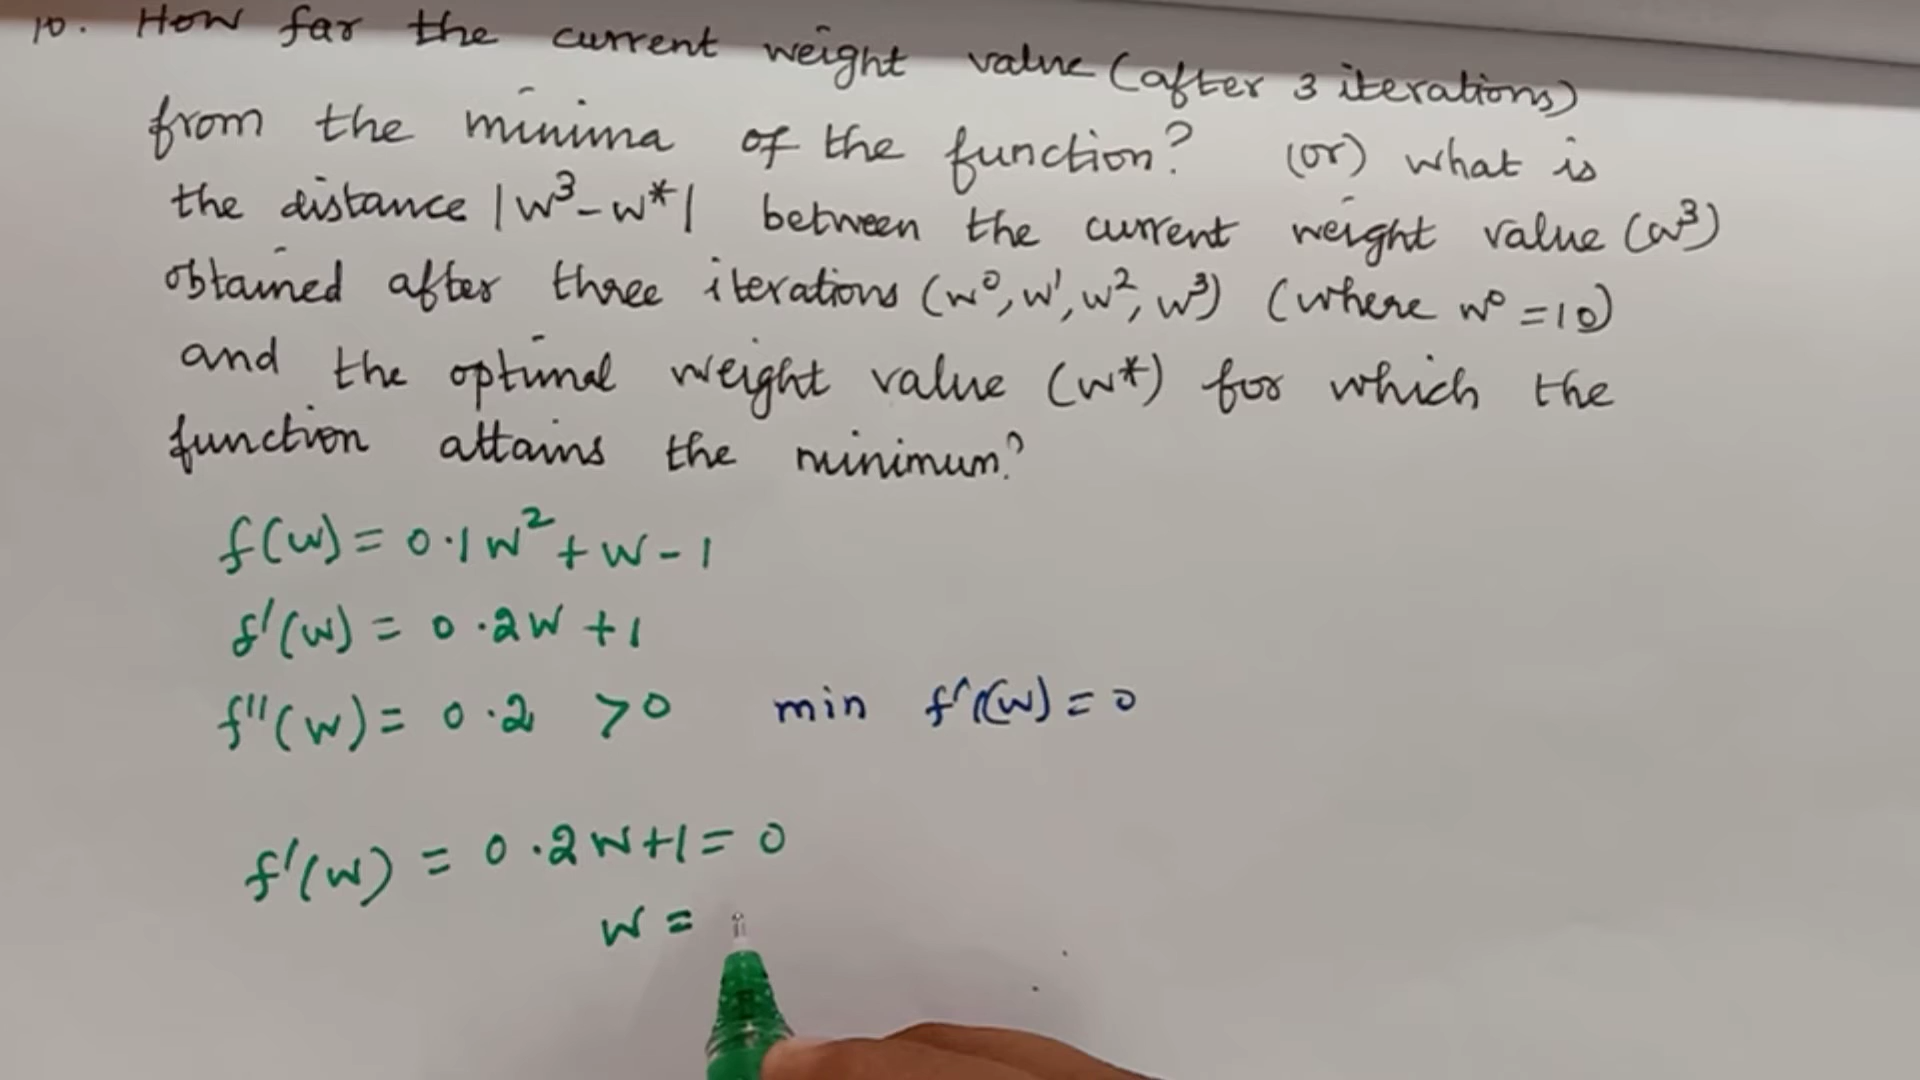 10. How far the current weight value (after 3 iterations)
from the minima of the function? (or) what is
the distance |w³-w*| between the current weight value (w³)
obtained after three iterations (w⁰, w¹, w², w³) (where w⁰ = 10)
and the optimal weight value (w*) for which the
function attains the minimum?
f(w) = 0.1w² + w - 1
f'(w) = 0.2w + 1
f''(w) = 0.2 > 0 min f'(w) = 0
f'(w) = 0.2w + 1 = 0
w =